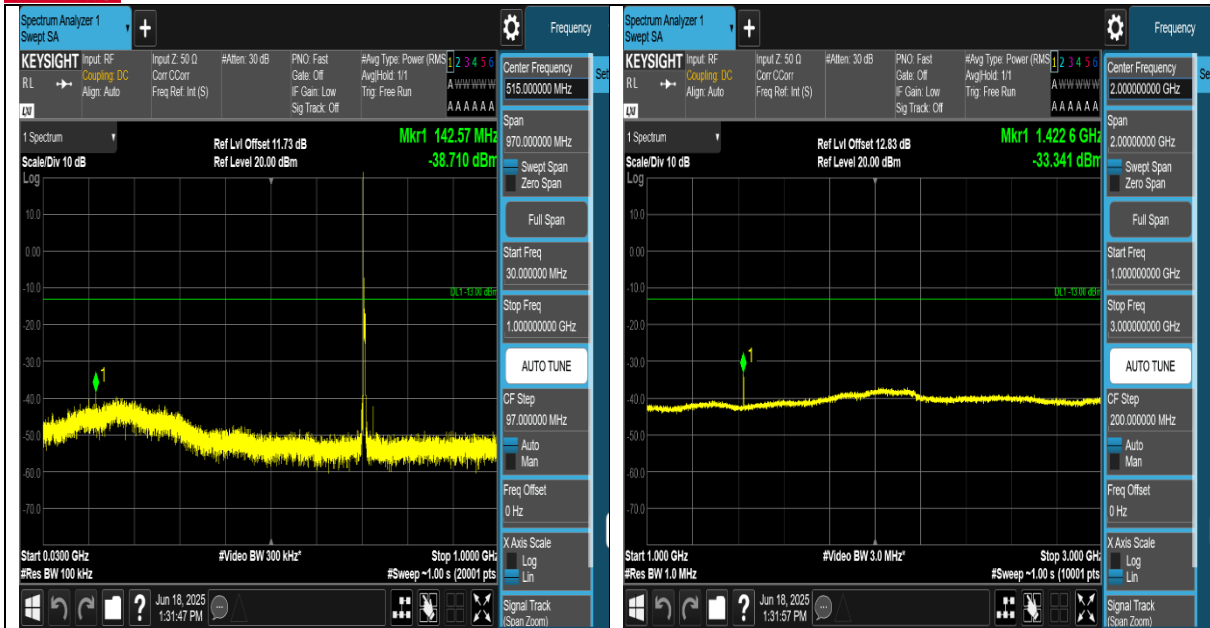 Spectrum Analyzer 1
Swept SA
+
Frequency
KEYSIGHT
RL
LXI
Input: RF
Coupling: DC
Align: Auto
Input Z: 50 Ω
Corr CCorr
Freq Ref: Int (S)
#Atten: 30 dB
PNO: Fast
Gate: Off
IF Gain: Low
Sig Track: Off
#Avg Type: Power (RMS
Avg|Hold: 1/1
Trig: Free Run
1 2 3 4 5 6
A W W W W W
A A A A A A
1 Spectrum
Scale/Div 10 dB
Log
Ref Lvl Offset 11.73 dB
Ref Level 20.00 dBm
Mkr1 142.57 MHz
-38.710 dBm
10.0
0.00
-10.0
-20.0
-30.0
-40.0
-50.0
-60.0
-70.0
DL1 -13.00 dBm
1
Start 0.0300 GHz
#Res BW 100 kHz
#Video BW 300 kHz*
Stop 1.0000 GHz
#Sweep ~1.00 s (20001 pts
Center Frequency
515.000000 MHz
Span
970.000000 MHz
Swept Span
Zero Span
Full Span
Start Freq
30.000000 MHz
Stop Freq
1.000000000 GHz
AUTO TUNE
CF Step
97.000000 MHz
Auto
Man
Freq Offset
0 Hz
X Axis Scale
Log
Lin
Signal Track
(Span Zoom)
Set
?
Jun 18, 2025
1:31:47 PM
Spectrum Analyzer 1
Swept SA
+
Frequency
KEYSIGHT
RL
LXI
Input: RF
Coupling: DC
Align: Auto
Input Z: 50 Ω
Corr CCorr
Freq Ref: Int (S)
#Atten: 30 dB
PNO: Fast
Gate: Off
IF Gain: Low
Sig Track: Off
#Avg Type: Power (RMS
Avg|Hold: 1/1
Trig: Free Run
1 2 3 4 5 6
A W W W W W
A A A A A A
1 Spectrum
Scale/Div 10 dB
Log
Ref Lvl Offset 12.83 dB
Ref Level 20.00 dBm
Mkr1 1.422 6 GHz
-33.341 dBm
10.0
0.00
-10.0
-20.0
-30.0
-40.0
-50.0
-60.0
-70.0
DL1 -13.00 dBm
1
Start 1.000 GHz
#Res BW 1.0 MHz
#Video BW 3.0 MHz*
Stop 3.000 GHz
#Sweep ~1.00 s (10001 pts
Center Frequency
2.000000000 GHz
Span
2.00000000 GHz
Swept Span
Zero Span
Full Span
Start Freq
1.000000000 GHz
Stop Freq
3.000000000 GHz
AUTO TUNE
CF Step
200.000000 MHz
Auto
Man
Freq Offset
0 Hz
X Axis Scale
Log
Lin
Signal Track
(Span Zoom)
Se
?
Jun 18, 2025
1:31:57 PM